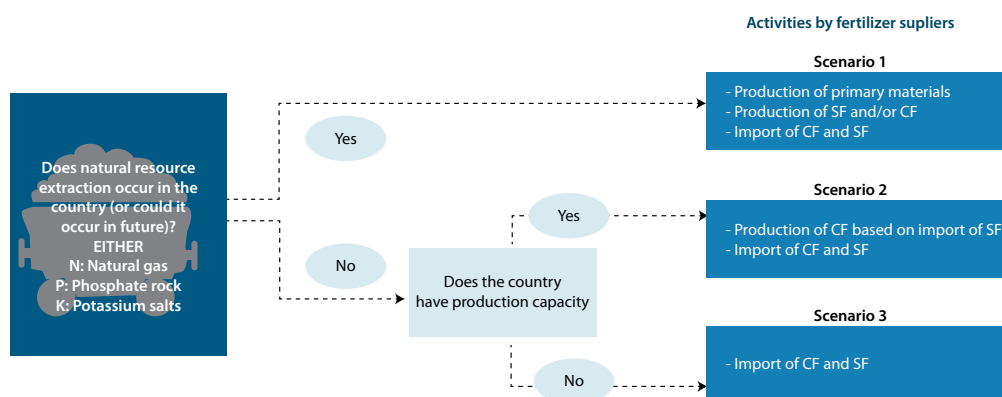 Activities by fertilizer supliers
Scenario 1
- Production of primary materials
- Production of SF and/or CF
- Import of CF and SF
Yes
Does natural resource
extraction occur in the
country (or could it
occur in future)?
EITHER
N: Natural gas
P: Phosphate rock
K: Potassium salts
Scenario 2
Yes
- Production of CF based on import of SF
- Import of CF and SF
No
Does the country
have production capacity
Scenario 3
- Import of CF and SF
No